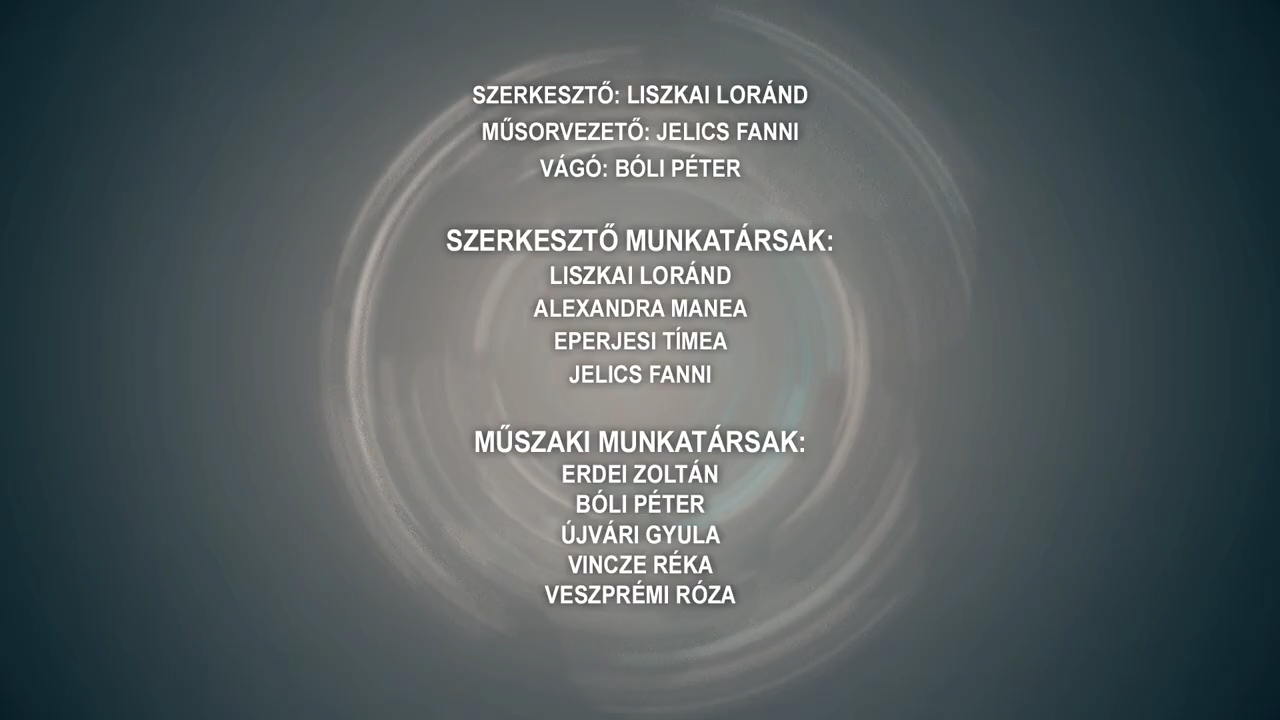 SZERKESZTŐ: LISZKAI LORÁND
MŰSORVEZETŐ: JELICS FANNI
VÁGÓ: BÓLI PÉTER
SZERKESZTŐ MUNKATÁRSAK:
LISZKAI LORÁND
ALEXANDRA MANEA
EPERJESI TÍMEA
JELICS FANNI
MŰSZAKI MUNKATÁRSAK:
ERDEI ZOLTÁN
BÓLI PÉTER
ÚJVÁRI GYULA
VINCZE RÉKA
VESZPRÉMI RÓZA